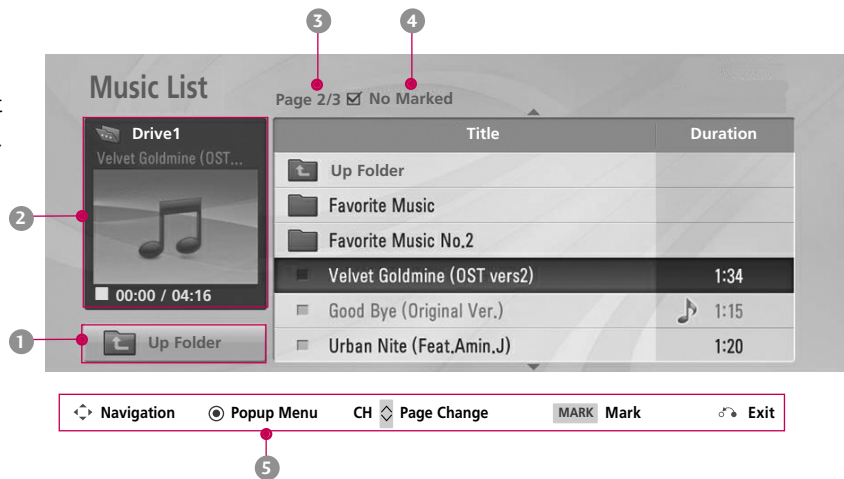 3 4
Music List
Page 2/3 No Marked
Drive1
Velvet Goldmine (OST...
00:00 / 04:16
Up Folder
Title Duration
Up Folder
Favorite Music
Favorite Music No.2
Velvet Goldmine (OST vers2) 1:34
Good Bye (Original Ver.) 1:15
Urban Nite (Feat.Amin.J) 1:20
2
1
Navigation Popup Menu CH Page Change MARK Mark Exit
5